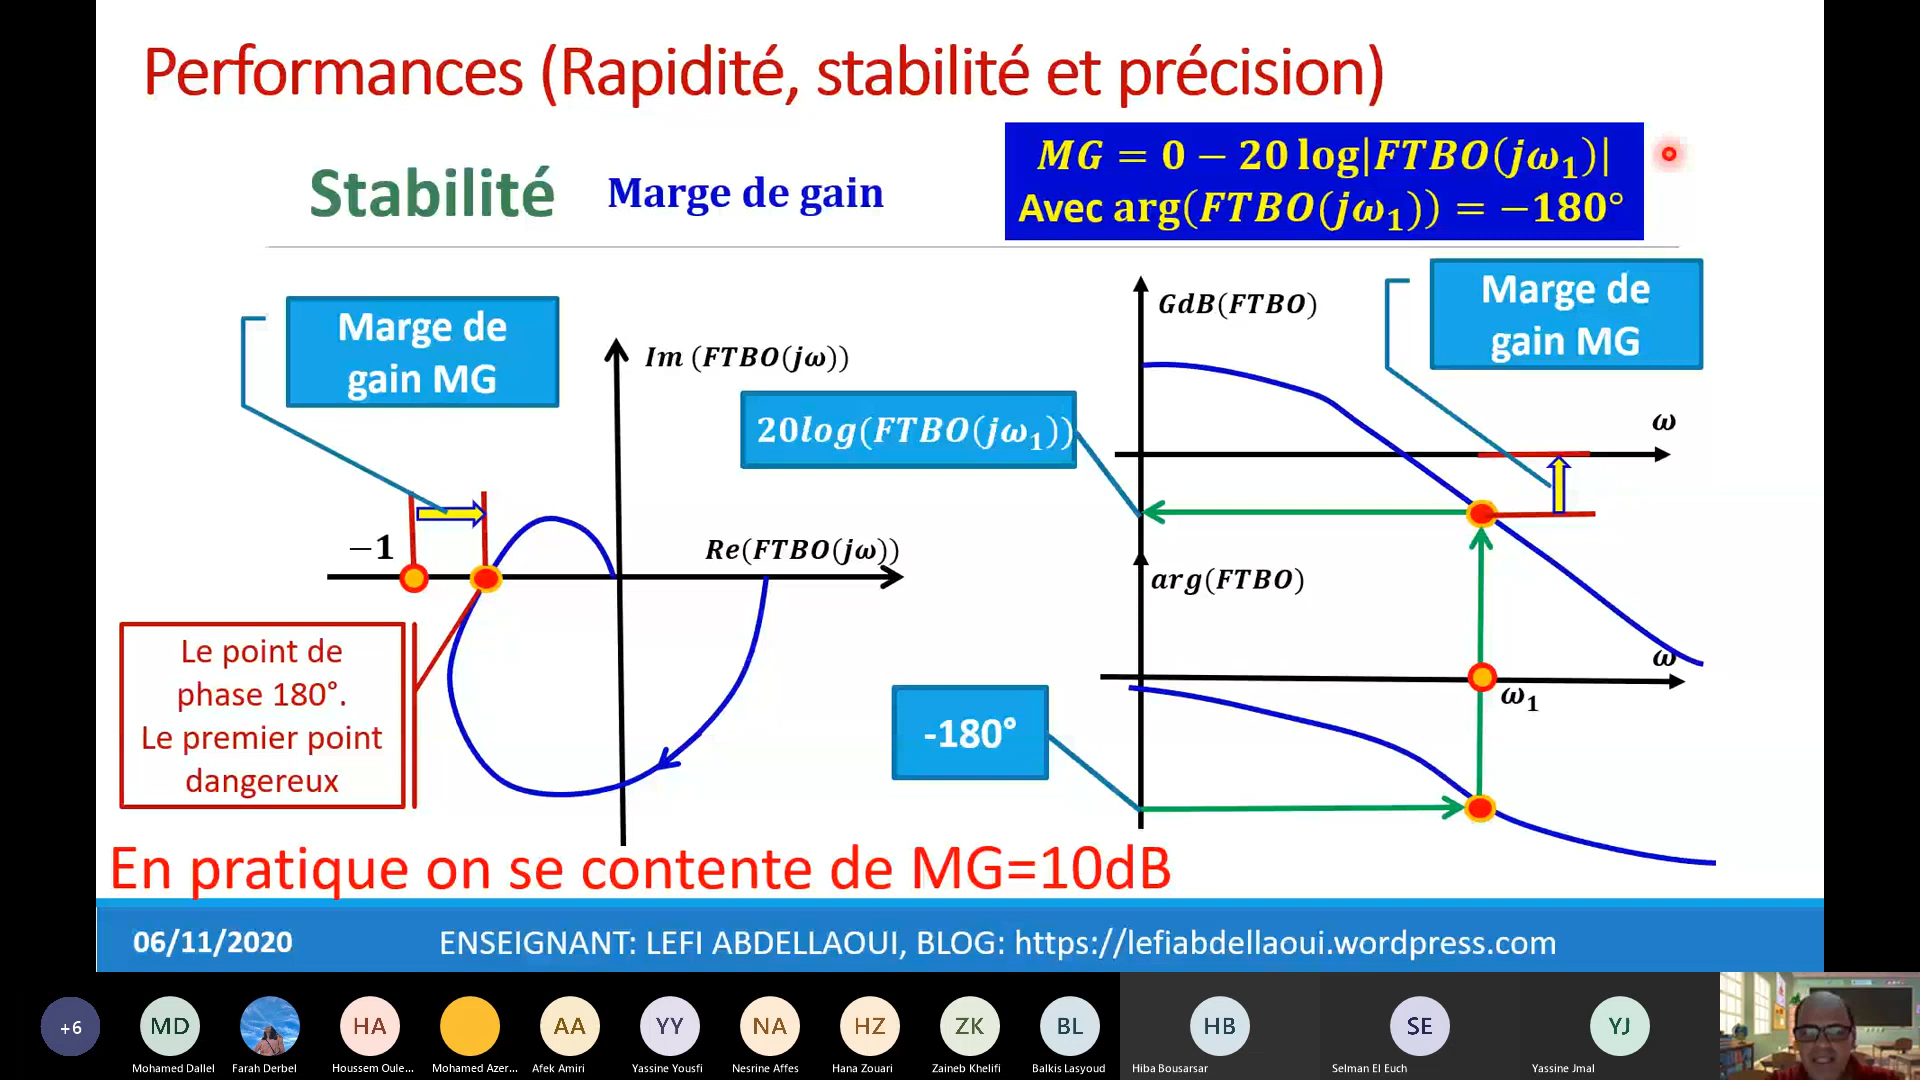 Performances (Rapidité, stabilité et précision)
Stabilité
Marge de gain
MG = 0 − 20 log|FTBO(jω₁)|
Avec arg(FTBO(jω₁)) = −180°
Marge de
gain MG
Im (FTBO(jω))
−1
Re(FTBO(jω))
Le point de
phase 180°.
Le premier point
dangereux
20log(FTBO(jω₁))
GdB(FTBO)
Marge de
gain MG
ω
arg(FTBO)
ω
ω₁
-180°
En pratique on se contente de MG=10dB
06/11/2020
ENSEIGNANT: LEFI ABDELLAOUI, BLOG: https://lefiabdellaoui.wordpress.com
+6
MD
HA
AA
YY
NA
HZ
ZK
BL
HB
SE
YJ
Mohamed Dallel
Farah Derbel
Houssem Oule...
Mohamed Azer...
Afek Amiri
Yassine Yousfi
Nesrine Affes
Hana Zouari
Zaineb Khelifi
Balkis Lasyoud
Hiba Bousarsar
Selman El Euch
Yassine Jmal